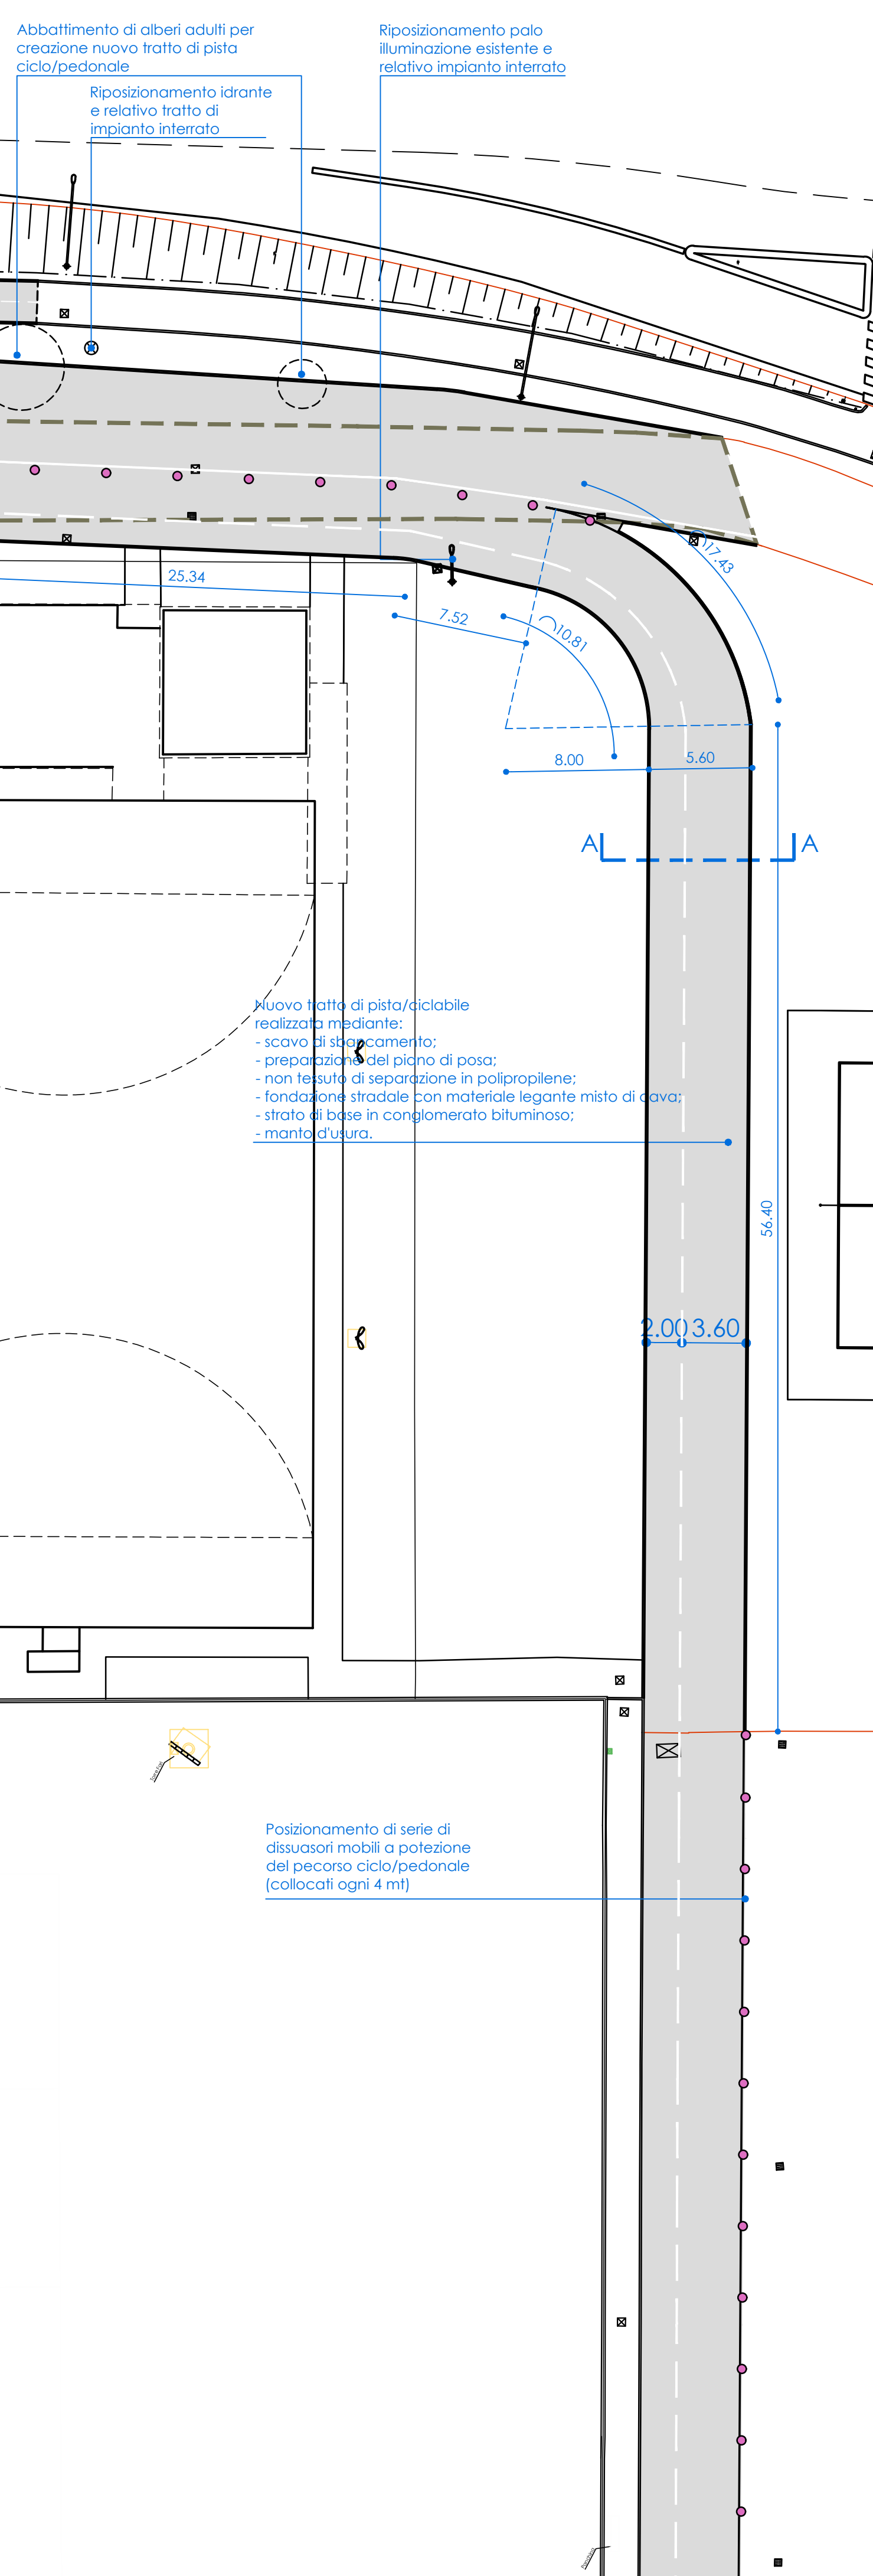 Abbattimento di alberi adulti per
creazione nuovo tratto di pista
ciclo/pedonale
Riposizionamento palo
illuminazione esistente e
relativo impianto interrato
Riposizionamento idrante
e relativo tratto di
impianto interrato
17.43
25.34
7.52
10.81
8.00
5.60
A
A
Nuovo tratto di pista/ciclabile
realizzata mediante:
- scavo di sbancamento;
- preparazione del piano di posa;
- non tessuto di separazione in polipropilene;
- fondazione stradale con materiale legante misto di cava;
- strato di base in conglomerato bituminoso;
- manto d'usura.
56.40
2.00
3.60
Posizionamento di serie di
dissuasori mobili a potezione
del pecorso ciclo/pedonale
(collocati ogni 4 mt)